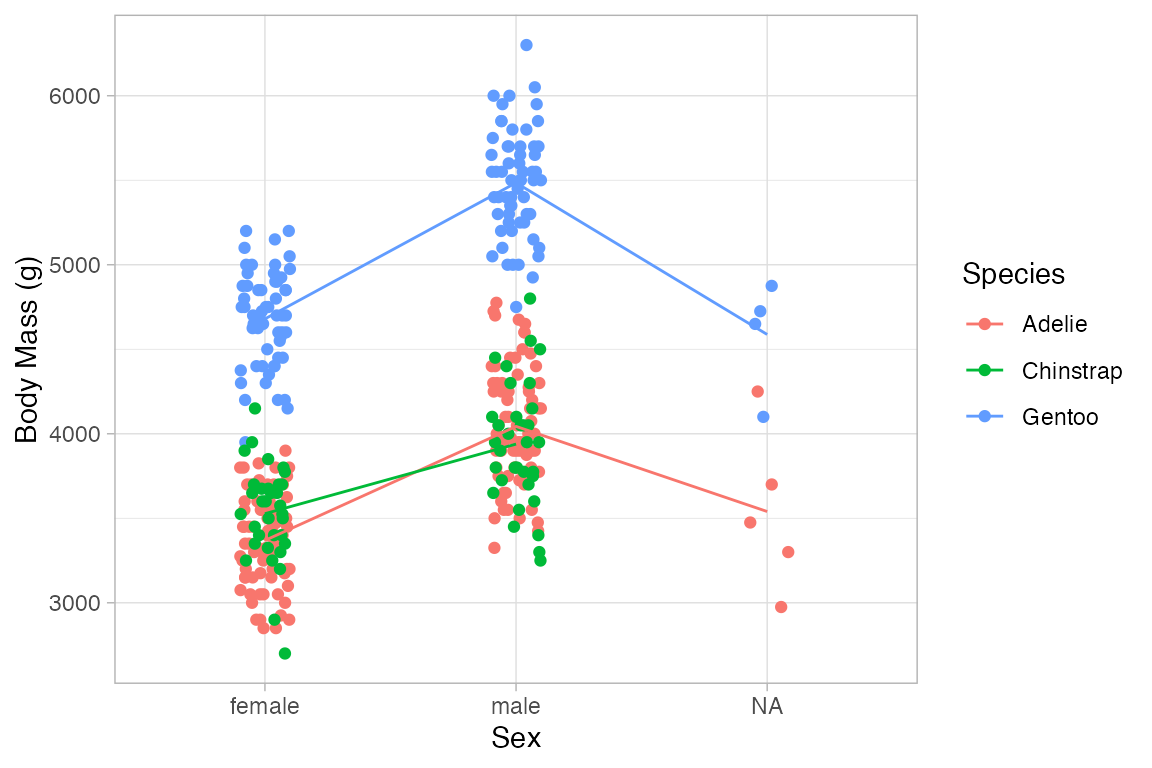 6000
5000
4000
3000
Body Mass (g)
female
male
NA
Sex
Species
Adelie
Chinstrap
Gentoo